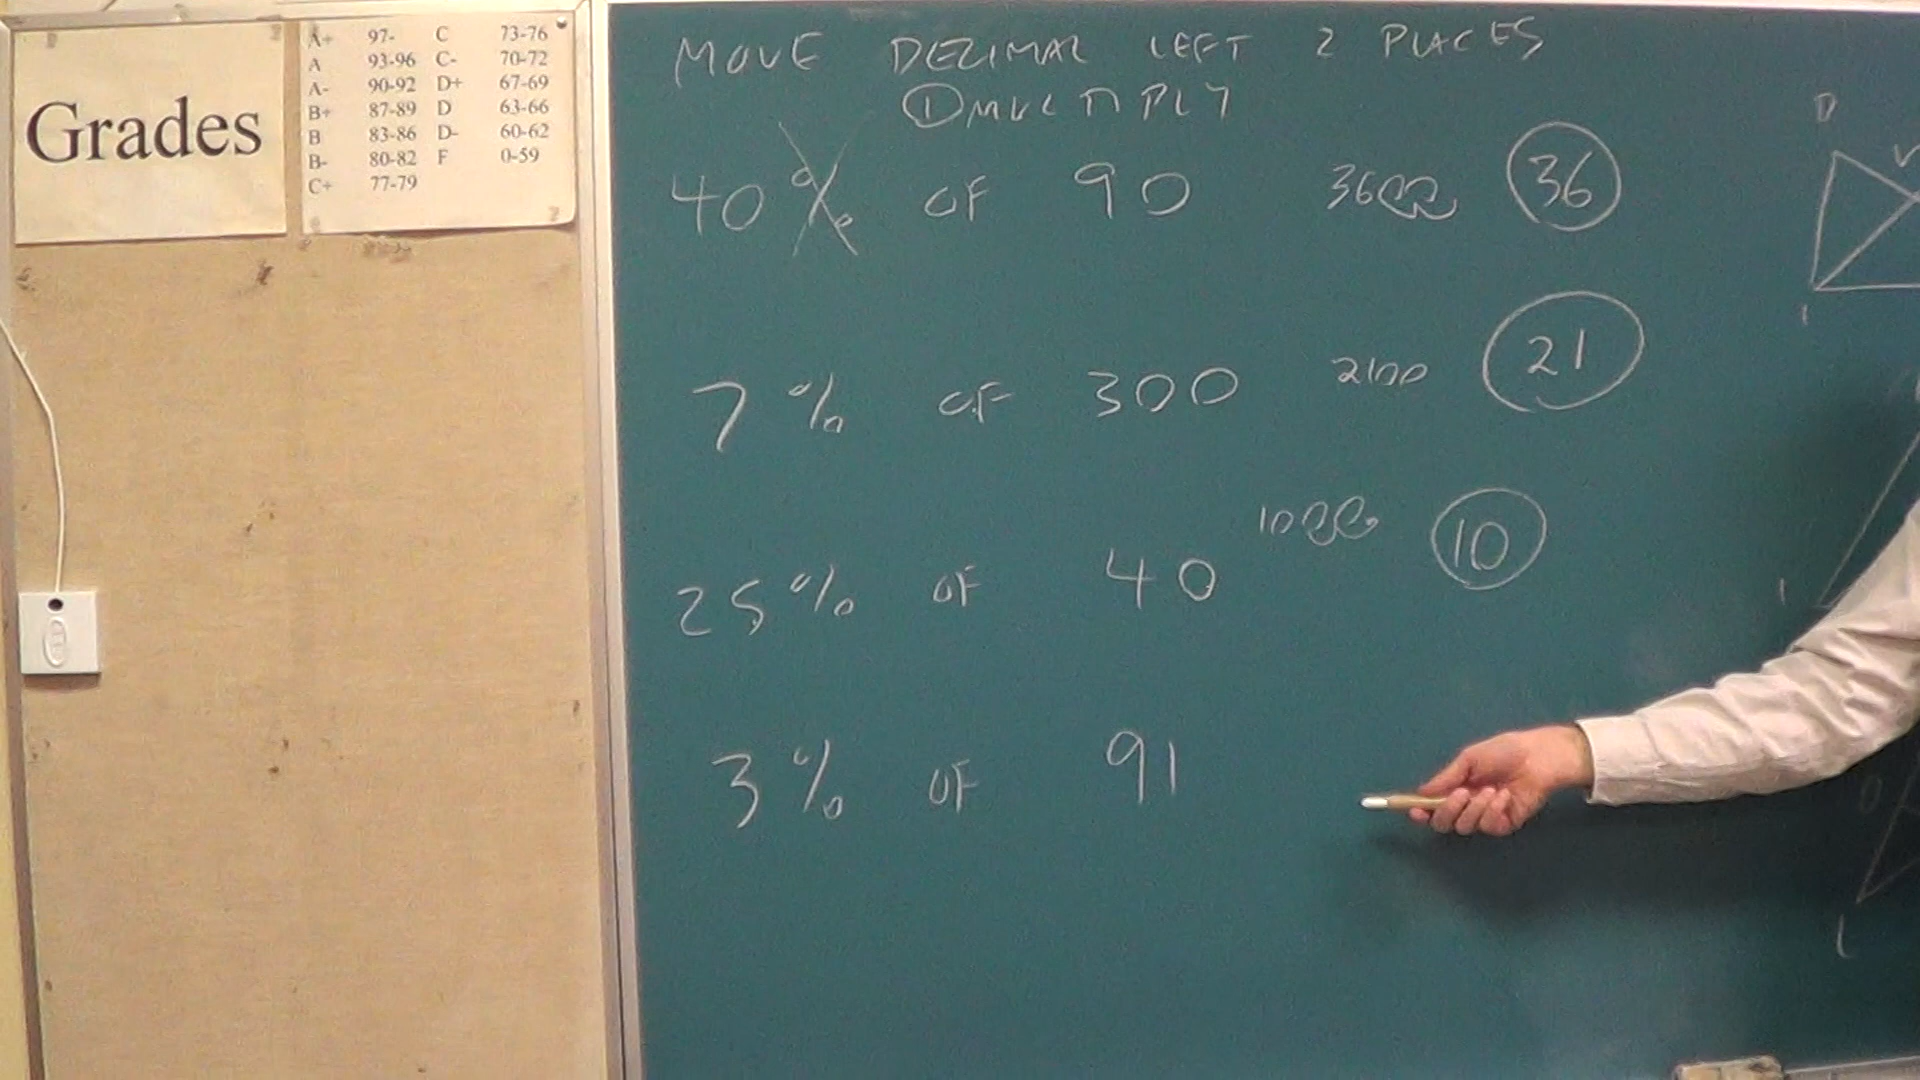 Grades
A+ 97- C 73-76
A 93-96 C- 70-72
A- 90-92 D+ 67-69
B+ 87-89 D 63-66
B 83-86 D- 60-62
B- 80-82 F 0-59
C+ 77-79
MOVE DECIMAL LEFT 2 PLACES
① MULTIPLY
40% OF 90 3600 36
7% OF 300 2100 21
25% OF 40 1000 10
3% OF 91